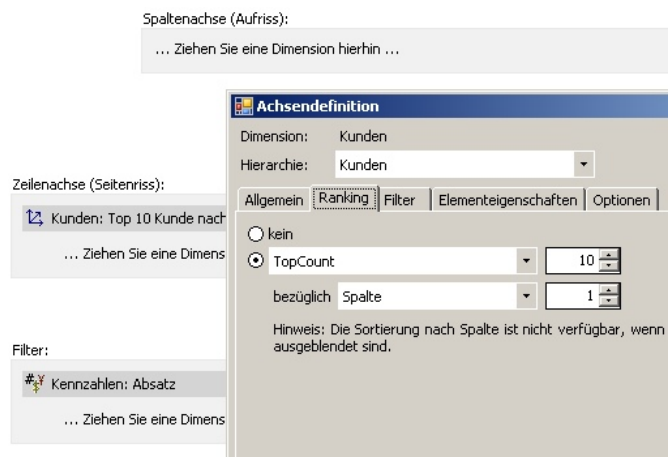 Spaltenachse (Aufriss):
... Ziehen Sie eine Dimension hierhin ...
Achsendefinition
Dimension: Kunden
Hierarchie: Kunden
Zeilenachse (Seitenriss):
Allgemein Ranking Filter Elementeigenschaften Optionen
Kunden: Top 10 Kunde nach
kein
... Ziehen Sie eine Dimens
TopCount 10
bezüglich Spalte 1
Hinweis: Die Sortierung nach Spalte ist nicht verfügbar, wenn
ausgeblendet sind.
Filter:
Kennzahlen: Absatz
... Ziehen Sie eine Dimens